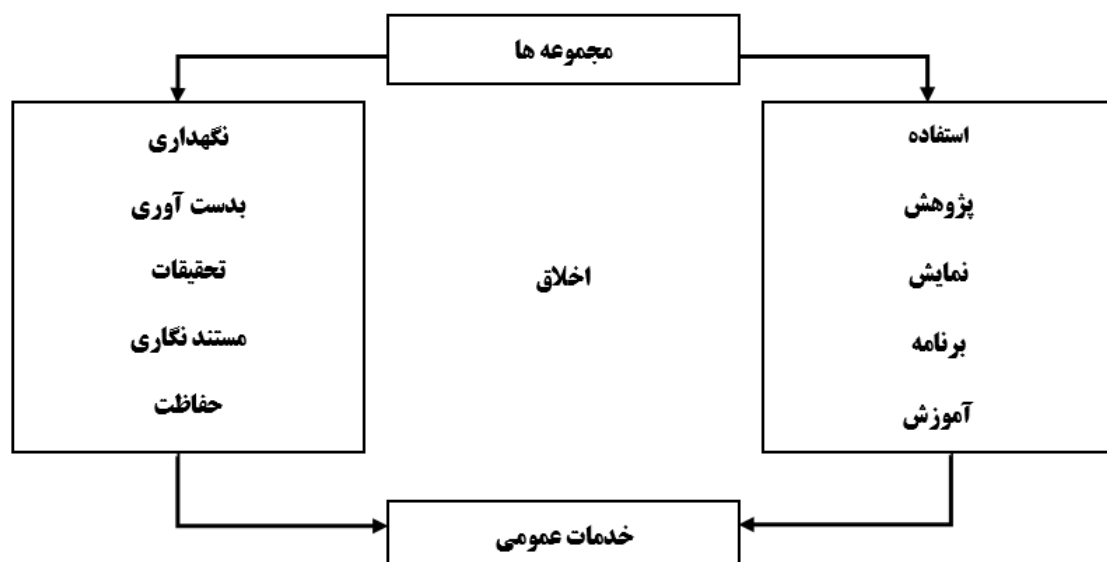 مجموعه ها
استفاده
پژوهش
نمایش
برنامه
آموزش
اخلاق
نگهداری
بدست آوری
تحقیقات
مستند نگاری
حفاظت
خدمات عمومی